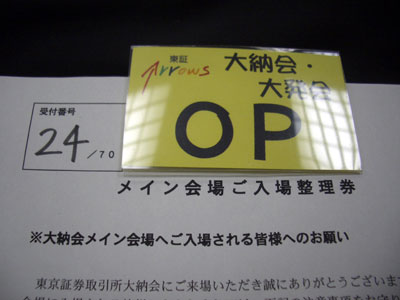 東証
Arrows
大納会・
大発会
OP
受付番号
24/70
メイン会場ご入場整理券
※大納会メイン会場へご入場される皆様へのお願い
東京証券取引所大納会にご来場いただき誠にありがとうございま